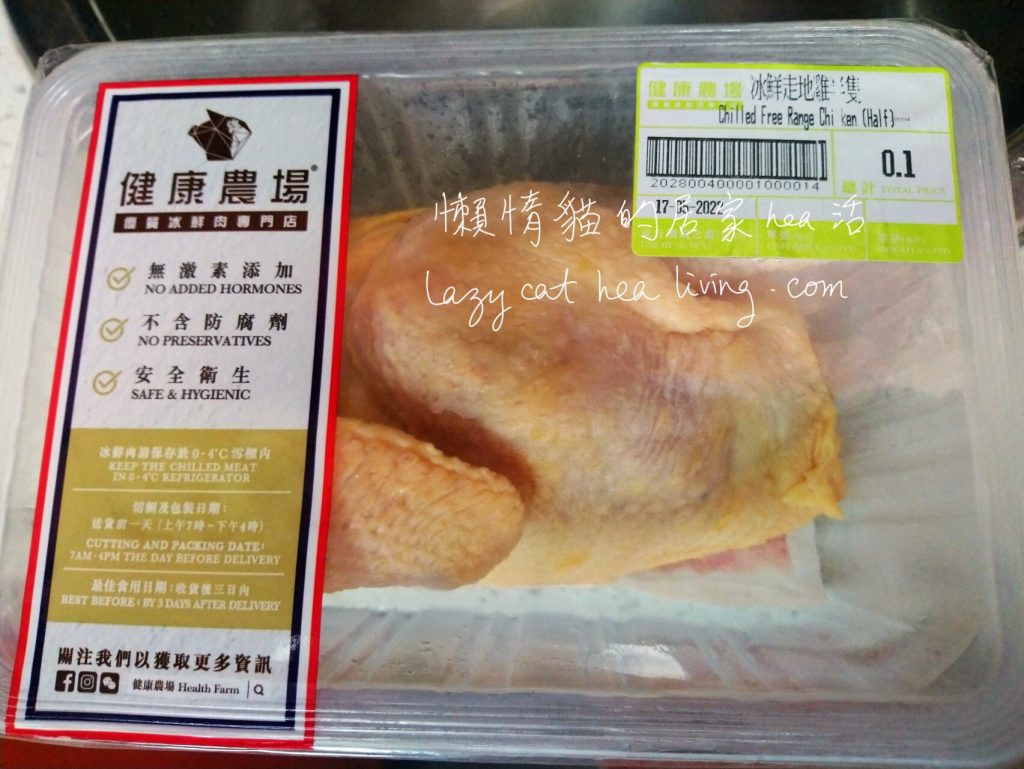 健康農場®
優質冰鮮肉專門店
無激素添加
NO ADDED HORMONES
不含防腐劑
NO PRESERVATIVES
安全衛生
SAFE & HYGIENIC
冰鮮肉請保存於0-4°C雪櫃內
KEEP THE CHILLED MEAT
IN 0-4°C REFRIGERATOR
切割及包裝日期：
送貨前一天（上午7時-下午4時）
CUTTING AND PACKING DATE:
7AM-4PM THE DAY BEFORE DELIVERY
最佳食用日期：收貨後三日內
BEST BEFORE: BY 3 DAYS AFTER DELIVERY
關注我們以獲取更多資訊
健康農場 Health Farm
健康農場 冰鮮走地雞半隻
Chilled Free Range Chi ken (Half)
202800400001000014
0.1
總計 TOTAL PRICE
17-05-2022
懶惰貓的居家hea活
Lazy cat hea living.com